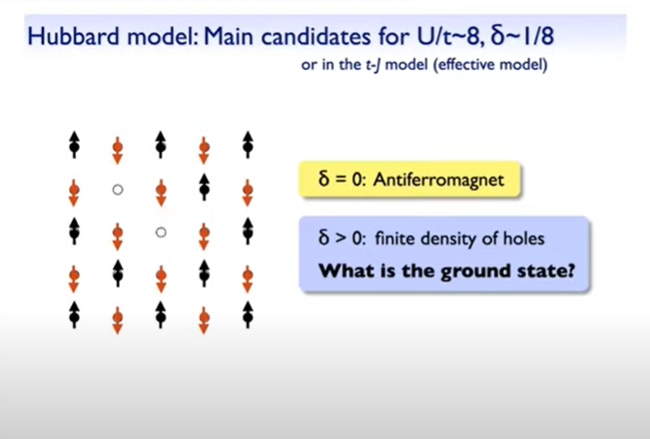 Hubbard model: Main candidates for U/t~8, δ~1/8
or in the t-J model (effective model)
δ = 0: Antiferromagnet
δ > 0: finite density of holes
What is the ground state?